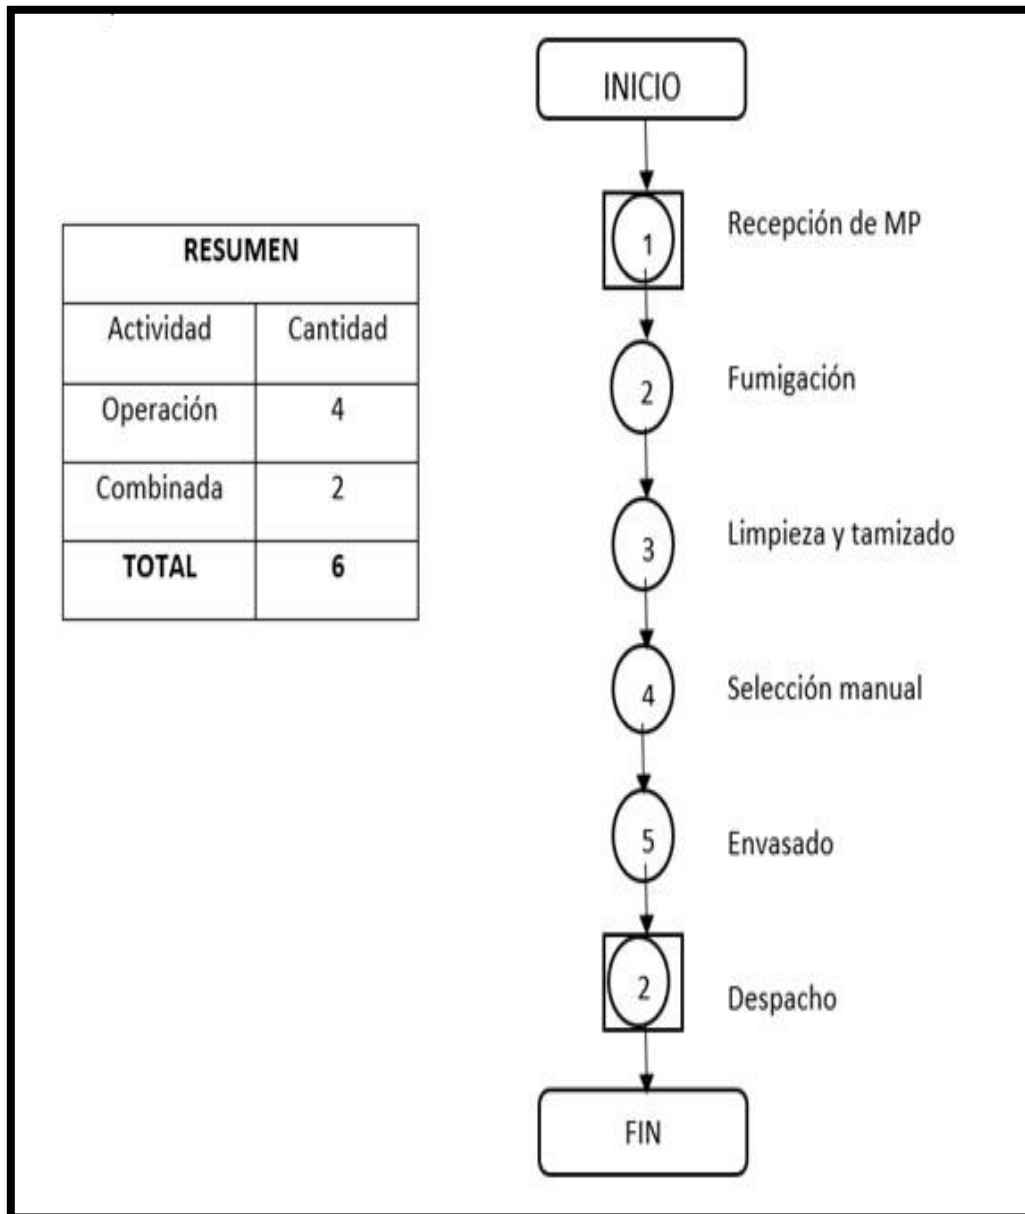 INICIO
1
Recepción de MP
RESUMEN
Actividad Cantidad
Operación 4
Combinada 2
TOTAL 6
2
Fumigación
3
Limpieza y tamizado
4
Selección manual
5
Envasado
2
Despacho
FIN